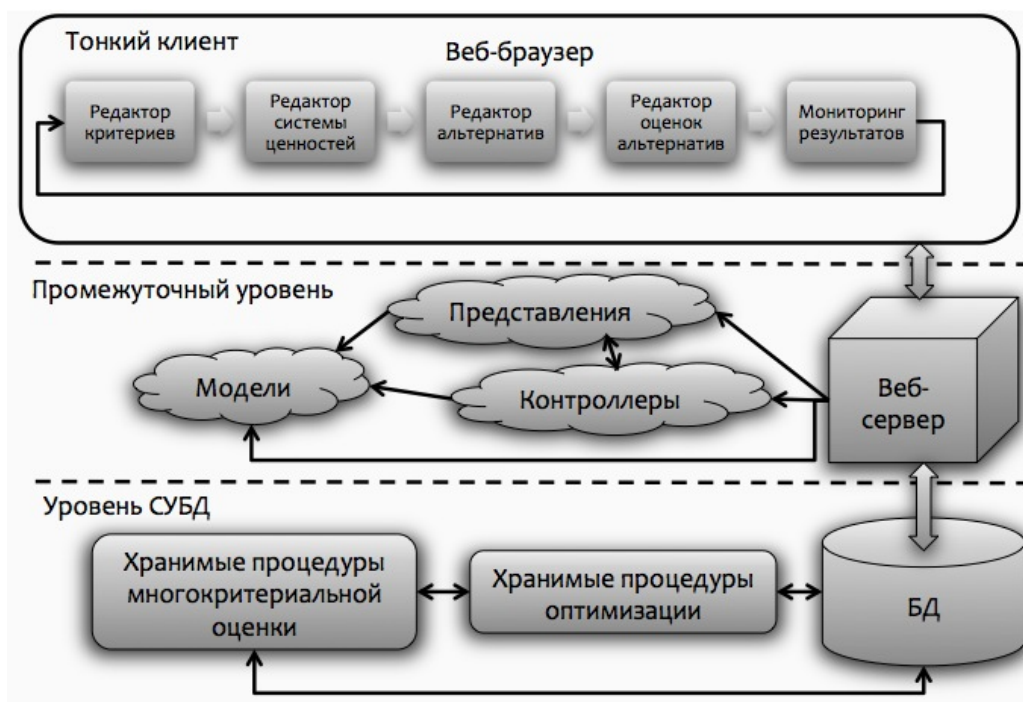 Тонкий клиент
Веб-браузер
Редактор
критериев
Редактор
системы
ценностей
Редактор
альтернатив
Редактор
оценок
альтернатив
Мониторинг
результатов
Промежуточный уровень
Представления
Модели
Контроллеры
Веб-
сервер
Уровень СУБД
Хранимые процедуры
многокритериальной
оценки
Хранимые процедуры
оптимизации
БД